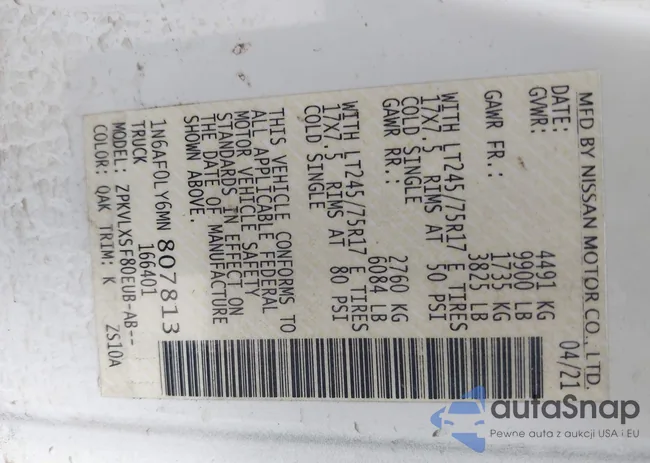 MFD BY NISSAN MOTOR CO., LTD.
DATE: 04/21
GVWR: 4491 KG
9900 LB
GAWR FR.: 1735 KG
3825 LB
WITH LT245/75R17 E TIRES
17X7.5 RIMS AT 50 PSI
COLD SINGLE
GAWR RR.: 2760 KG
6084 LB
WITH LT245/75R17 E TIRES
17X7.5 RIMS AT 80 PSI
COLD SINGLE
THIS VEHICLE CONFORMS TO
ALL APPLICABLE FEDERAL
MOTOR VEHICLE SAFETY
STANDARDS IN EFFECT ON
THE DATE OF MANUFACTURE
SHOWN ABOVE.
1N6AF0LY6MN807813
TRUCK 166401
MODEL: ZPKVLXSF80EUB-AB--
COLOR: QAK TRIM: K 2S10A
autaSnap
Pewne auta z aukcji USA i EU